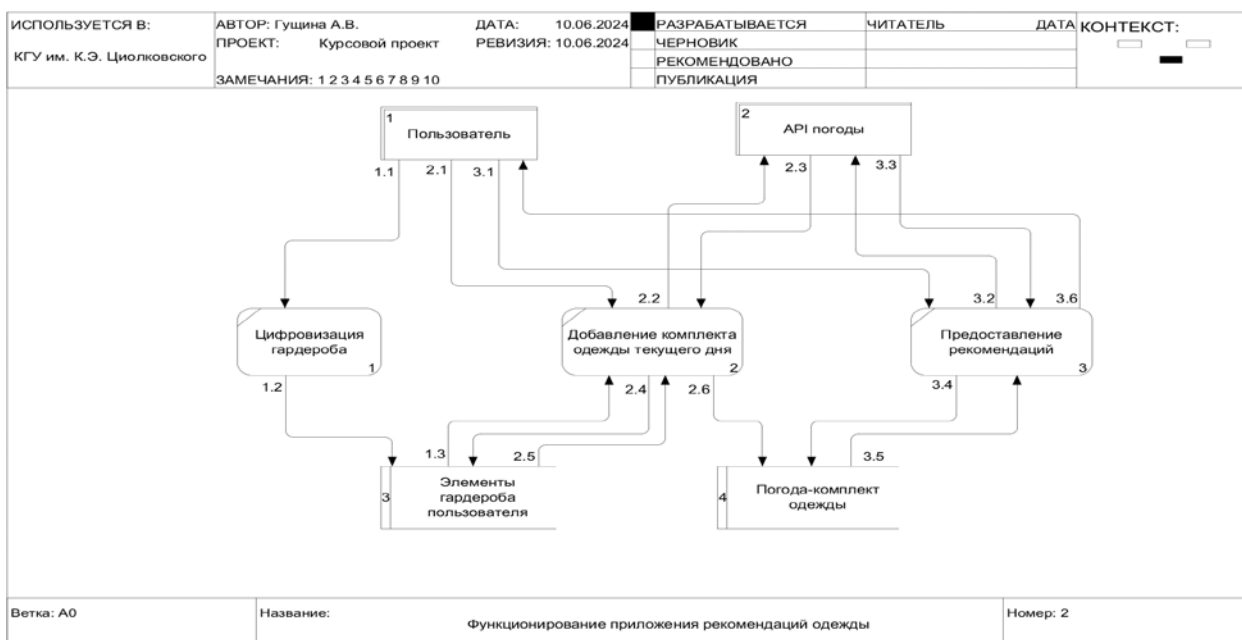 ИСПОЛЬЗУЕТСЯ В:
КГУ им. К.Э. Циолковского
АВТОР: Гущина А.В.
ДАТА: 10.06.2024
ПРОЕКТ: Курсовой проект
РЕВИЗИЯ: 10.06.2024
ЗАМЕЧАНИЯ: 1 2 3 4 5 6 7 8 9 10
РАЗРАБАТЫВАЕТСЯ
ЧЕРНОВИК
РЕКОМЕНДОВАНО
ПУБЛИКАЦИЯ
ЧИТАТЕЛЬ
ДАТА
КОНТЕКСТ:
1
Пользователь
2
API погоды
1.1
2.1
3.1
2.3
3.3
2.2
3.2
3.6
Цифровизация
гардероба
1
Добавление комплекта
одежды текущего дня
2
Предоставление
рекомендаций
3
1.2
2.4
2.6
3.4
1.3
2.5
3.5
3
Элементы
гардероба
пользователя
4
Погода-комплект
одежды
Ветка: A0
Название:
Функционирование приложения рекомендаций одежды
Номер: 2